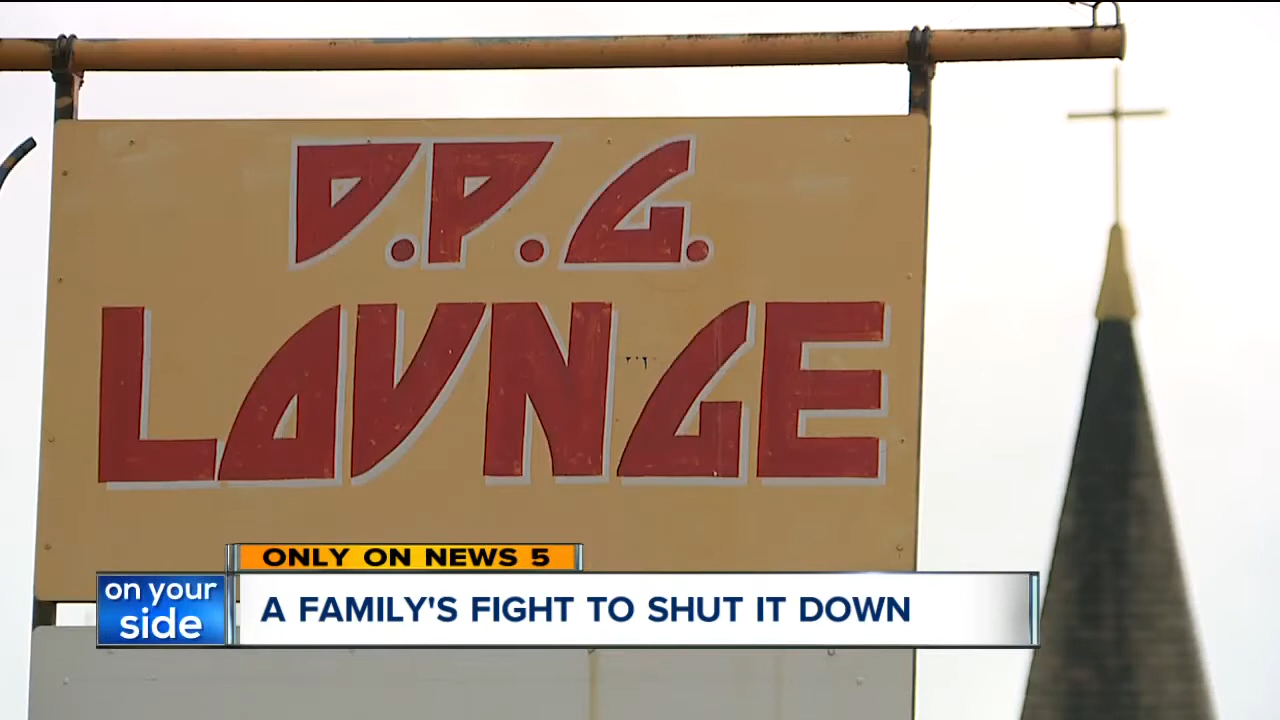 D.P.G.
LOUNGE
ONLY ON NEWS 5
on your
side
A FAMILY'S FIGHT TO SHUT IT DOWN